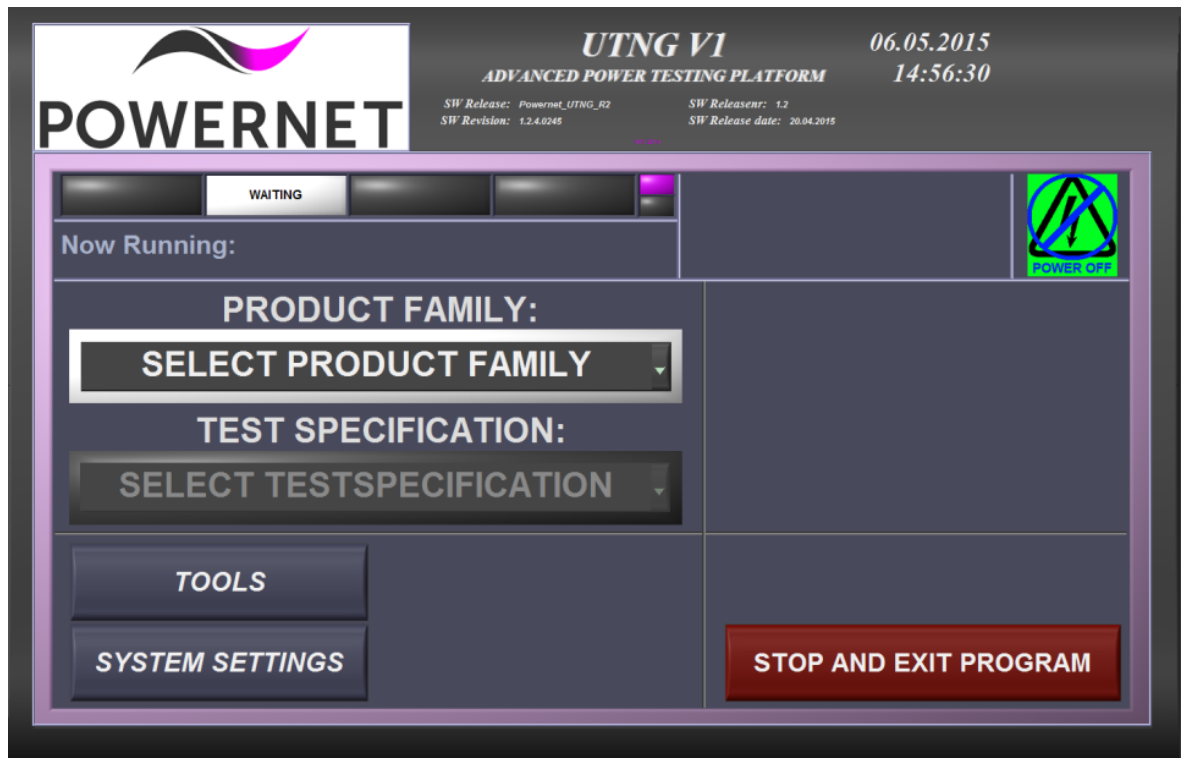 POWERNET
UTNG V1
ADVANCED POWER TESTING PLATFORM
06.05.2015
14:56:30
SW Release: Powernet_UTNG_R2
SW Releasenr: 1.2
SW Revision: 1.2.4.0245
SW Release date: 20.04.2015
WAITING
Now Running:
POWER OFF
PRODUCT FAMILY:
SELECT PRODUCT FAMILY
TEST SPECIFICATION:
SELECT TESTSPECIFICATION
TOOLS
SYSTEM SETTINGS
STOP AND EXIT PROGRAM